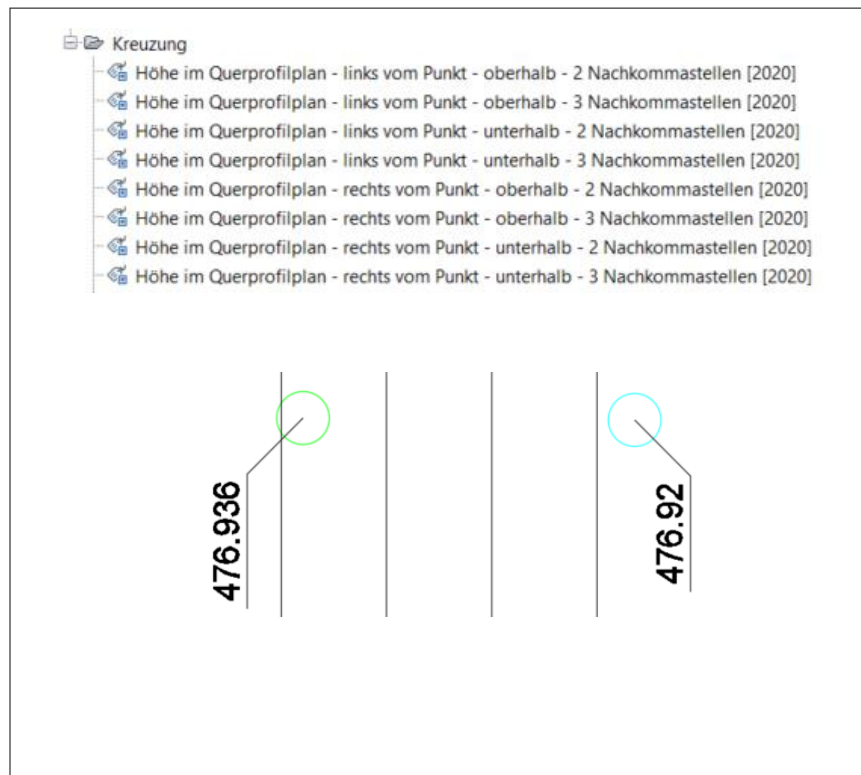 Kreuzung
Höhe im Querprofilplan - links vom Punkt - oberhalb - 2 Nachkommastellen [2020]
Höhe im Querprofilplan - links vom Punkt - oberhalb - 3 Nachkommastellen [2020]
Höhe im Querprofilplan - links vom Punkt - unterhalb - 2 Nachkommastellen [2020]
Höhe im Querprofilplan - links vom Punkt - unterhalb - 3 Nachkommastellen [2020]
Höhe im Querprofilplan - rechts vom Punkt - oberhalb - 2 Nachkommastellen [2020]
Höhe im Querprofilplan - rechts vom Punkt - oberhalb - 3 Nachkommastellen [2020]
Höhe im Querprofilplan - rechts vom Punkt - unterhalb - 2 Nachkommastellen [2020]
Höhe im Querprofilplan - rechts vom Punkt - unterhalb - 3 Nachkommastellen [2020]
476.936
476.92